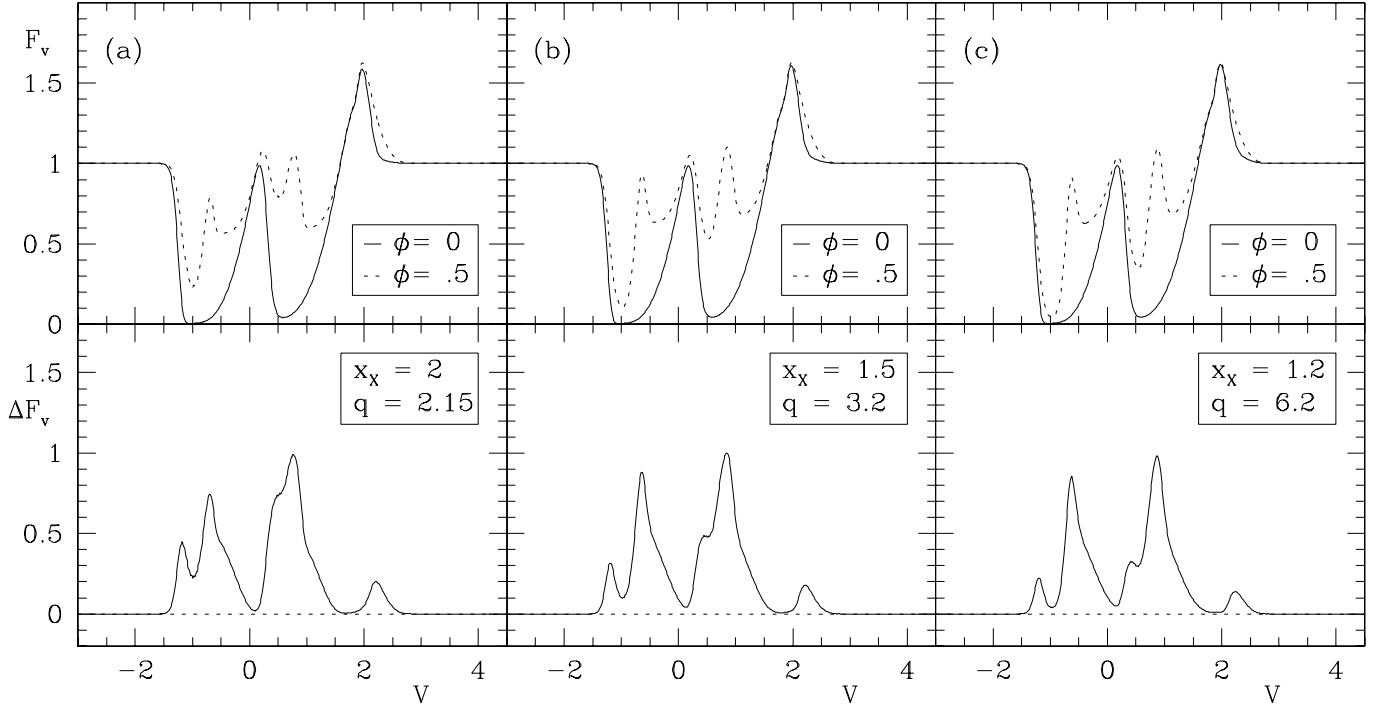 F_v
(a)
(b)
(c)
1.5
1
0.5
0
— ϕ= 0
- - ϕ= .5
— ϕ= 0
- - ϕ= .5
— ϕ= 0
- - ϕ= .5
1.5
ΔF_v
1
0.5
0
x_X = 2
q = 2.15
x_X = 1.5
q = 3.2
x_X = 1.2
q = 6.2
−2 0 2 4
−2 0 2 4
−2 0 2 4
V
V
V